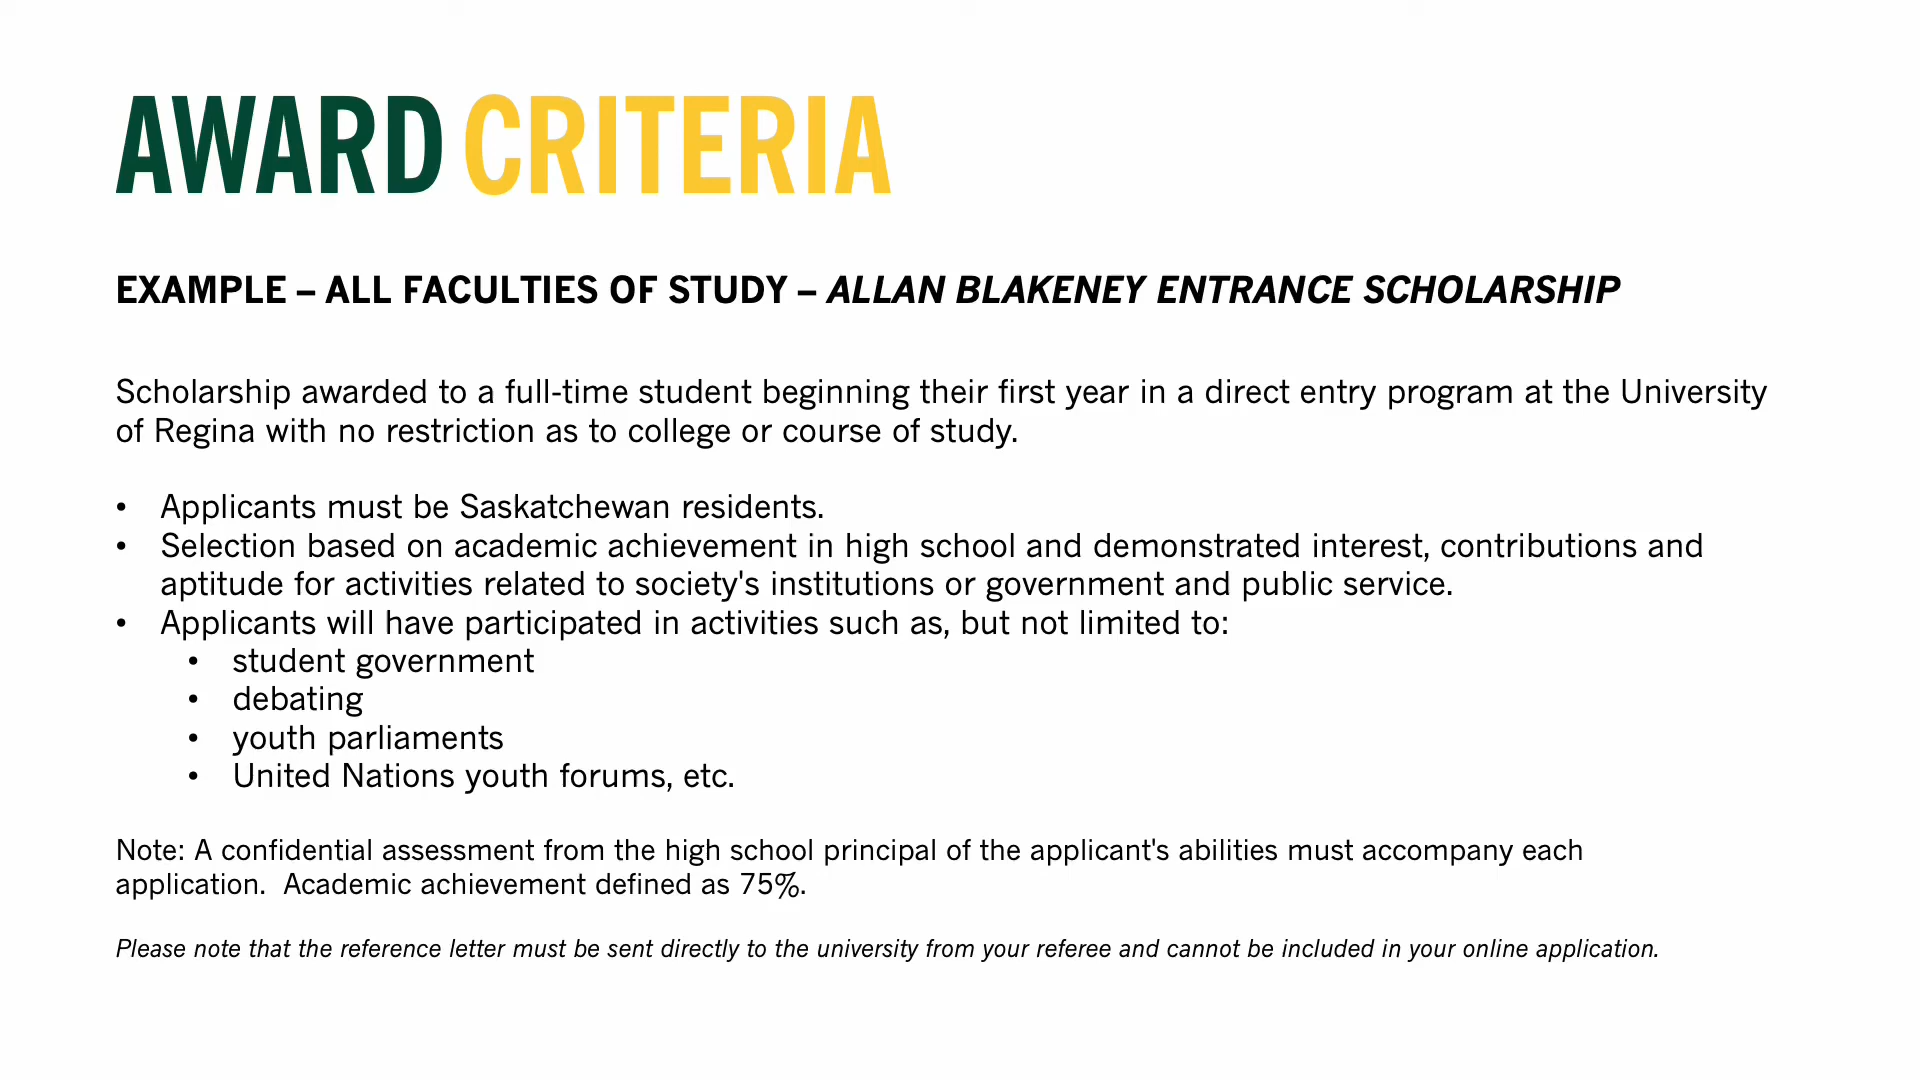 AWARD CRITERIA
EXAMPLE – ALL FACULTIES OF STUDY – ALLAN BLAKENEY ENTRANCE SCHOLARSHIP
Scholarship awarded to a full-time student beginning their first year in a direct entry program at the University
of Regina with no restriction as to college or course of study.
• Applicants must be Saskatchewan residents.
• Selection based on academic achievement in high school and demonstrated interest, contributions and
aptitude for activities related to society's institutions or government and public service.
• Applicants will have participated in activities such as, but not limited to:
• student government
• debating
• youth parliaments
• United Nations youth forums, etc.
Note: A confidential assessment from the high school principal of the applicant's abilities must accompany each
application.  Academic achievement defined as 75%.
Please note that the reference letter must be sent directly to the university from your referee and cannot be included in your online application.